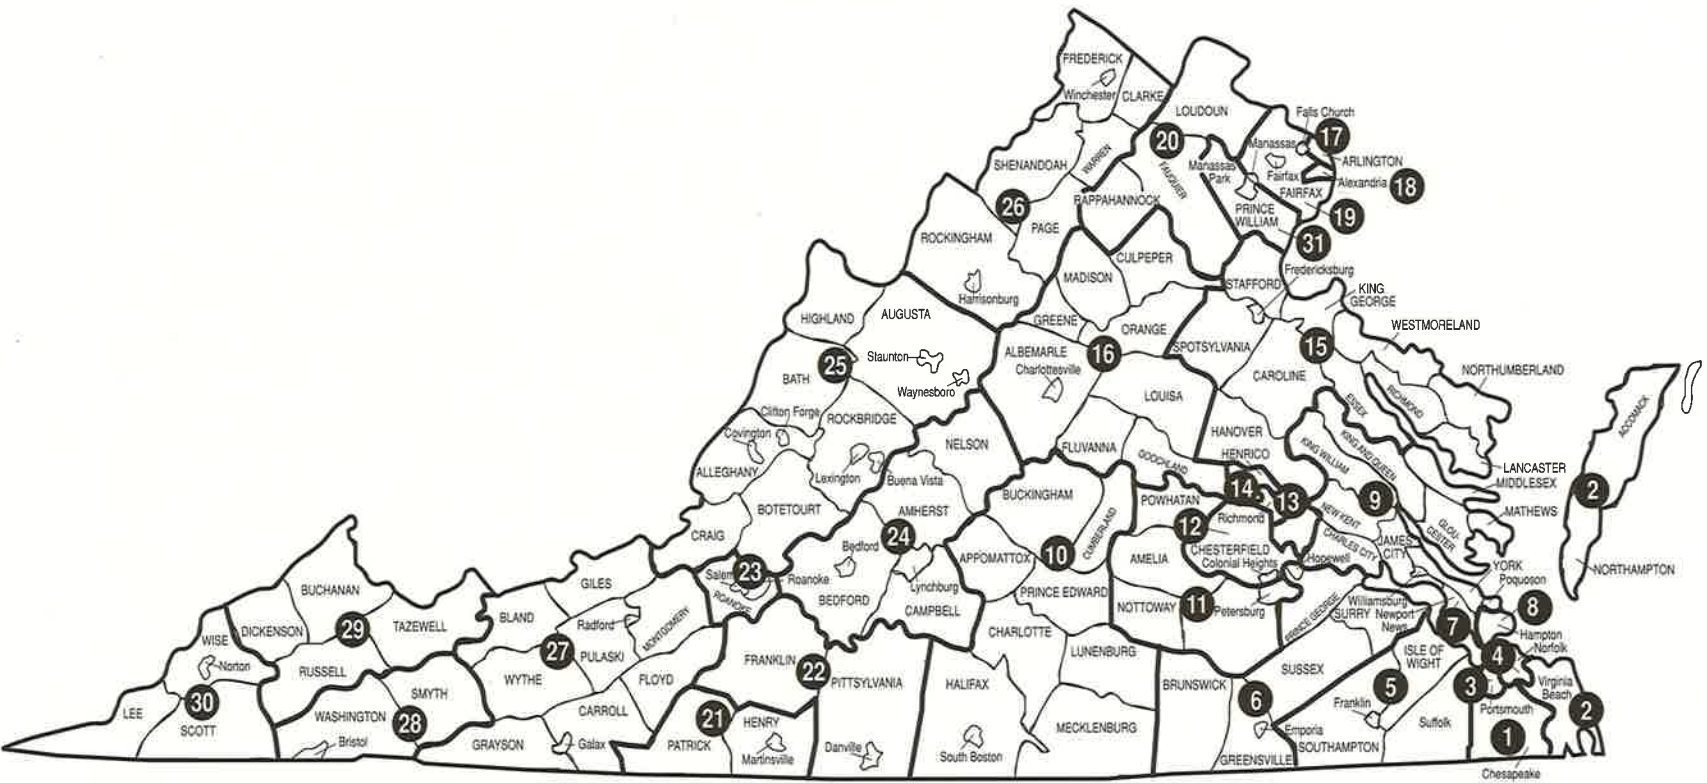 FREDERICK
Winchester
CLARKE
LOUDOUN
Falls Church
17
20
Manassas
ARLINGTON
SHENANDOAH
WARREN
FAUQUIER
Manassas
Park
Fairfax
Alexandria
18
FAIRFAX
26
RAPPAHANNOCK
PRINCE
WILLIAM
19
PAGE
ROCKINGHAM
31
CULPEPER
MADISON
Fredericksburg
STAFFORD
Harrisonburg
KING
GEORGE
HIGHLAND
AUGUSTA
GREENE
ORANGE
WESTMORELAND
SPOTSYLVANIA
15
Staunton
ALBEMARLE
Charlottesville
16
25
BATH
Waynesboro
CAROLINE
NORTHUMBERLAND
LOUISA
ESSEX
RICHMOND
ACCOMACK
Clifton Forge
ROCKBRIDGE
Covington
NELSON
FLUVANNA
HANOVER
KING AND QUEEN
KING WILLIAM
HENRICO
GOOCHLAND
ALLEGHANY
Lexington
Buena Vista
LANCASTER
MIDDLESEX
BUCKINGHAM
POWHATAN
14
13
9
2
BOTETOURT
AMHERST
CUMBERLAND
Richmond
NEW KENT
MATHEWS
GLOU-
CESTER
CRAIG
24
12
CHARLES CITY
JAMES
CITY
Bedford
APPOMATTOX
10
AMELIA
CHESTERFIELD
Colonial Heights
Hopewell
YORK
NORTHAMPTON
23
Salem
Roanoke
ROANOKE
Lynchburg
Poquoson
BUCHANAN
GILES
BEDFORD
CAMPBELL
PRINCE EDWARD
NOTTOWAY
11
Petersburg
PRINCE GEORGE
Williamsburg
SURRY
Newport
News
8
BLAND
Radford
MONTGOMERY
DICKENSON
29
TAZEWELL
CHARLOTTE
7
Hampton
Norfolk
WISE
Norton
27
PULASKI
LUNENBURG
ISLE OF
WIGHT
4
RUSSELL
WYTHE
FLOYD
FRANKLIN
22
PITTSYLVANIA
HALIFAX
SUSSEX
BRUNSWICK
5
3
Virginia
Beach
30
SMYTH
LEE
SCOTT
WASHINGTON
28
CARROLL
21
HENRY
6
Franklin
Portsmouth
2
MECKLENBURG
Emporia
Suffolk
Bristol
GRAYSON
Galax
PATRICK
Martinsville
Danville
South Boston
GREENSVILLE
SOUTHAMPTON
1
Chesapeake